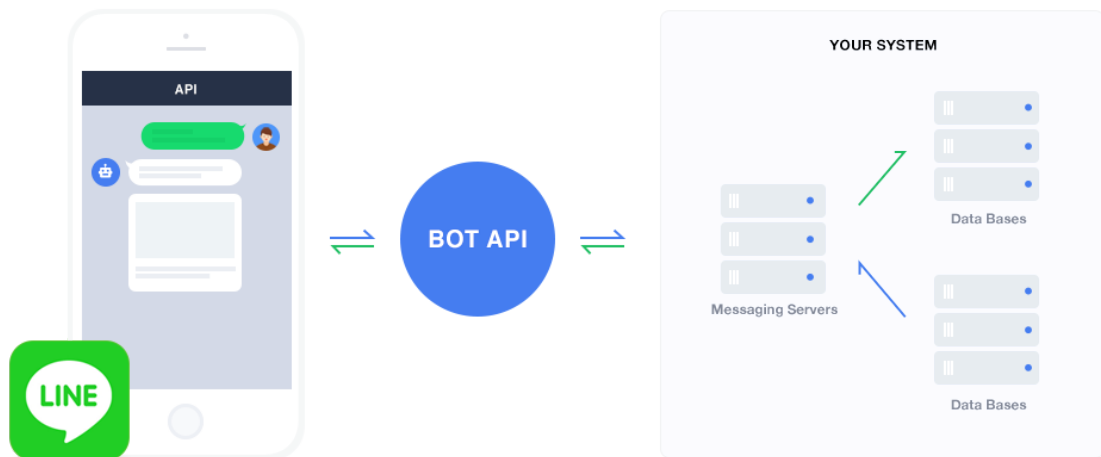 API
LINE
BOT API
YOUR SYSTEM
Messaging Servers
Data Bases
Data Bases